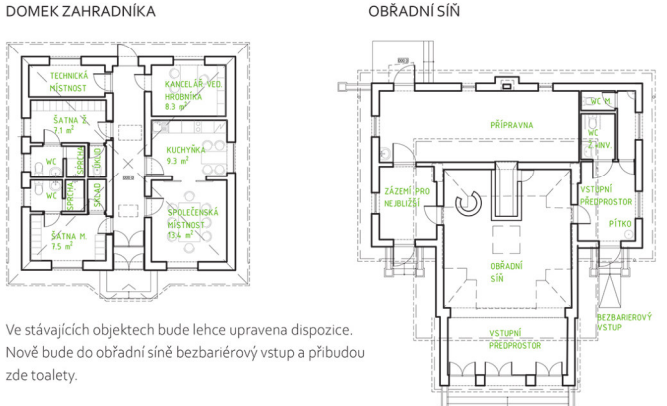 DOMEK ZAHRADNÍKA
TECHNICKÁ
MÍSTNOST
KANCELÁŘ VED.
HROBNÍKA
8.3 m²
ŠATNA Ž.
7.1 m²
KUCHYŇKA
9.3 m²
WC
SPRCHA
ÚKLID
WC
SPRCHA
SKLAD
SPOLEČENSKÁ
MÍSTNOST
13.4 m²
ŠATNA M.
7.5 m²
Ve stávajících objektech bude lehce upravena dispozice.
Nově bude do obřadní síně bezbariérový vstup a přibudou
zde toalety.
OBŘADNÍ SÍŇ
WC M.
PŘÍPRAVNA
WC
Ž.+INV.
ZÁZEMÍ PRO
NEJBLIŽŠÍ
VSTUPNÍ
PŘEDPROSTOR
PÍTKO
OBŘADNÍ
SÍŇ
BEZBARIEROVÝ
VSTUP
VSTUPNÍ
PŘEDPROSTOR